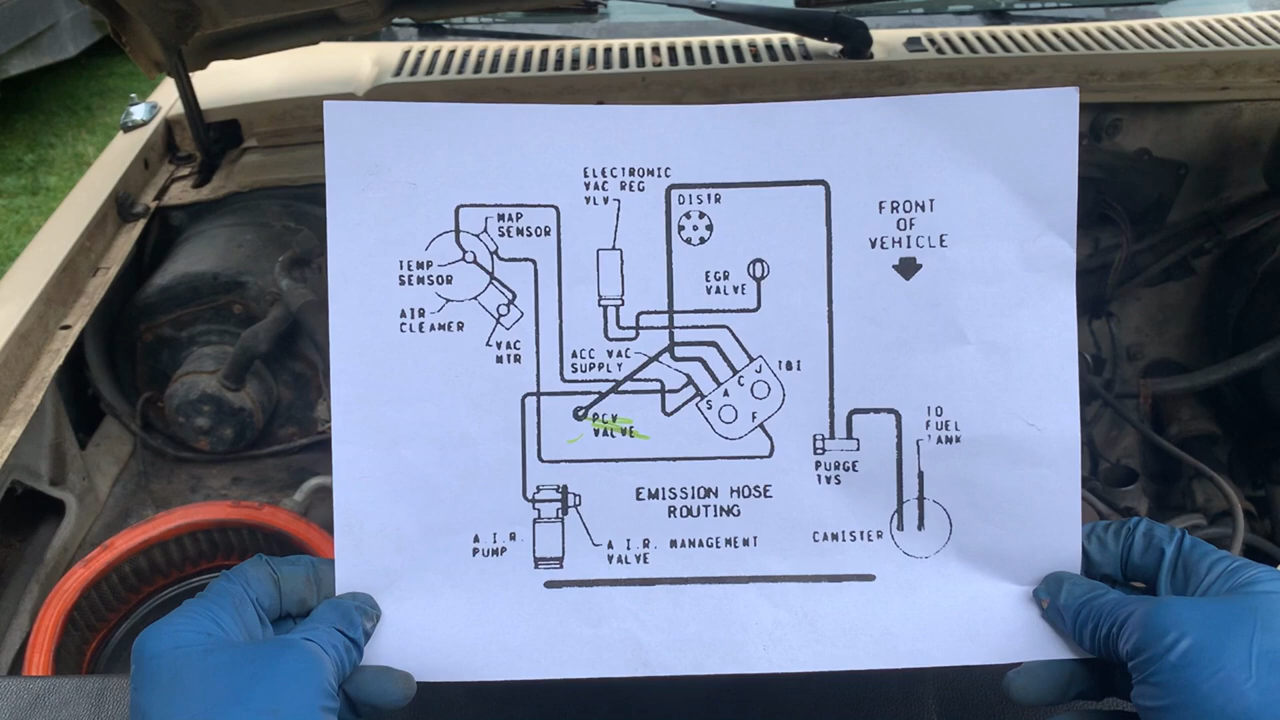 ELECTRONIC
VAC REG
VLV
DISTR
MAP
SENSOR
FRONT
OF
VEHICLE
TEMP
SENSOR
EGR
VALVE
AIR
CLEANER
VAC
MTR
ACC VAC
SUPPLY
TBI
J
C
A
S
F
PCV
VALVE
TO
FUEL
TANK
PURGE
TVS
EMISSION HOSE
ROUTING
A.I.R.
PUMP
A.I.R. MANAGEMENT
VALVE
CANISTER